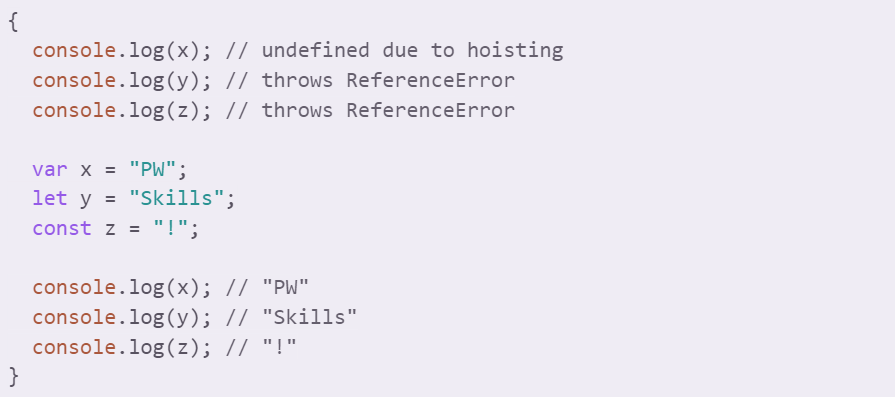 {
  console.log(x); // undefined due to hoisting
  console.log(y); // throws ReferenceError
  console.log(z); // throws ReferenceError

  var x = "PW";
  let y = "Skills";
  const z = "!";

  console.log(x); // "PW"
  console.log(y); // "Skills"
  console.log(z); // "!"
}